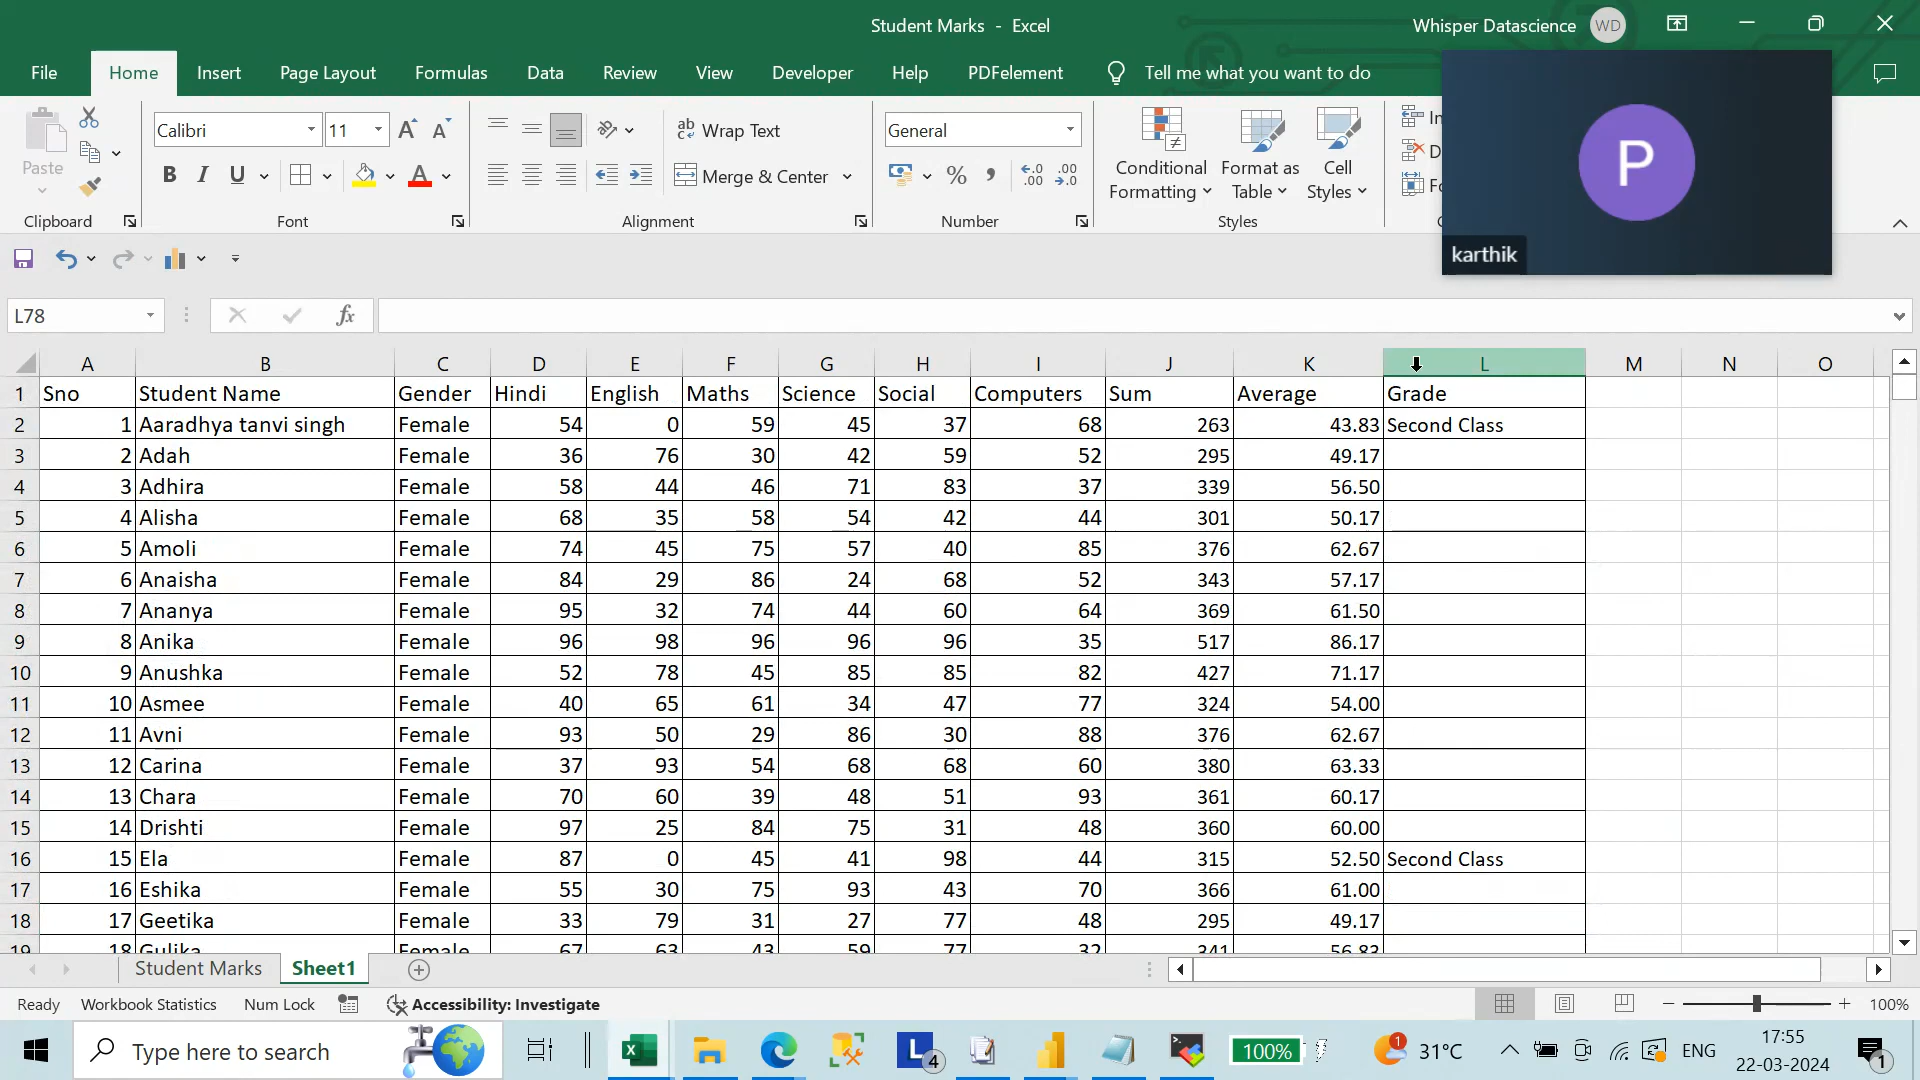 Student Marks - Excel
Whisper Datascience WD
File Home Insert Page Layout Formulas Data Review View Developer Help PDFelement Tell me what you want to do
Paste
Calibri 11
Wrap Text
Merge & Center
General
Conditional Formatting
Format as Table
Cell Styles
Clipboard Font Alignment Number Styles
P
karthik
L78 fx
A B C D E F G H I J K L M N O
1 Sno Student Name Gender Hindi English Maths Science Social Computers Sum Average Grade
2 1 Aaradhya tanvi singh Female 54 0 59 45 37 68 263 43.83 Second Class
3 2 Adah Female 36 76 30 42 59 52 295 49.17
4 3 Adhira Female 58 44 46 71 83 37 339 56.50
5 4 Alisha Female 68 35 58 54 42 44 301 50.17
6 5 Amoli Female 74 45 75 57 40 85 376 62.67
7 6 Anaisha Female 84 29 86 24 68 52 343 57.17
8 7 Ananya Female 95 32 74 44 60 64 369 61.50
9 8 Anika Female 96 98 96 96 96 35 517 86.17
10 9 Anushka Female 52 78 45 85 85 82 427 71.17
11 10 Asmee Female 40 65 61 34 47 77 324 54.00
12 11 Avni Female 93 50 29 86 30 88 376 62.67
13 12 Carina Female 37 93 54 68 68 60 380 63.33
14 13 Chara Female 70 60 39 48 51 93 361 60.17
15 14 Drishti Female 97 25 84 75 31 48 360 60.00
16 15 Ela Female 87 0 45 41 98 44 315 52.50 Second Class
17 16 Eshika Female 55 30 75 93 43 70 366 61.00
18 17 Geetika Female 33 79 31 27 77 48 295 49.17
19 18 Gulika Female 67 63 43 59 77 32 341 56.83
Student Marks Sheet1
Ready Workbook Statistics Num Lock Accessibility: Investigate 100%
Type here to search
4
100%
1
31°C
ENG
17:55
22-03-2024
1